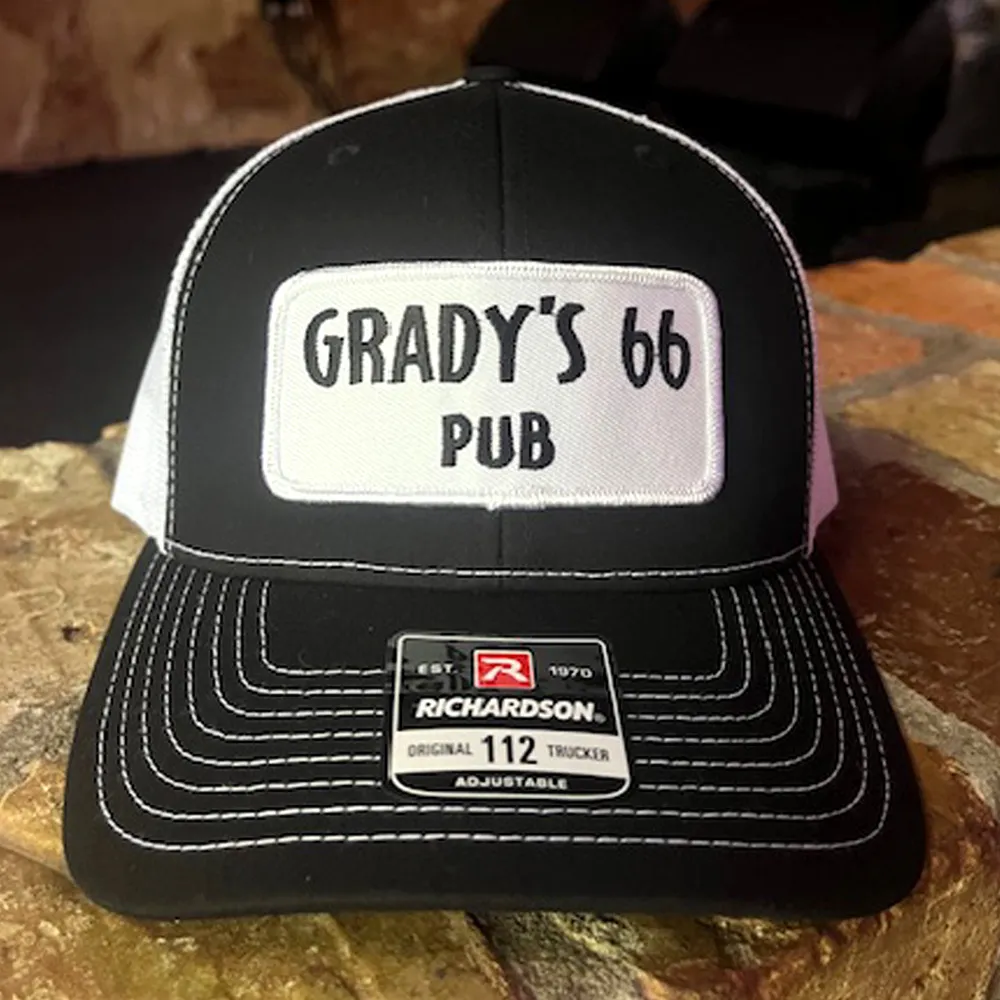 GRADY'S 66
PUB
EST. R 1970
RICHARDSON®
ORIGINAL 112 TRUCKER
ADJUSTABLE